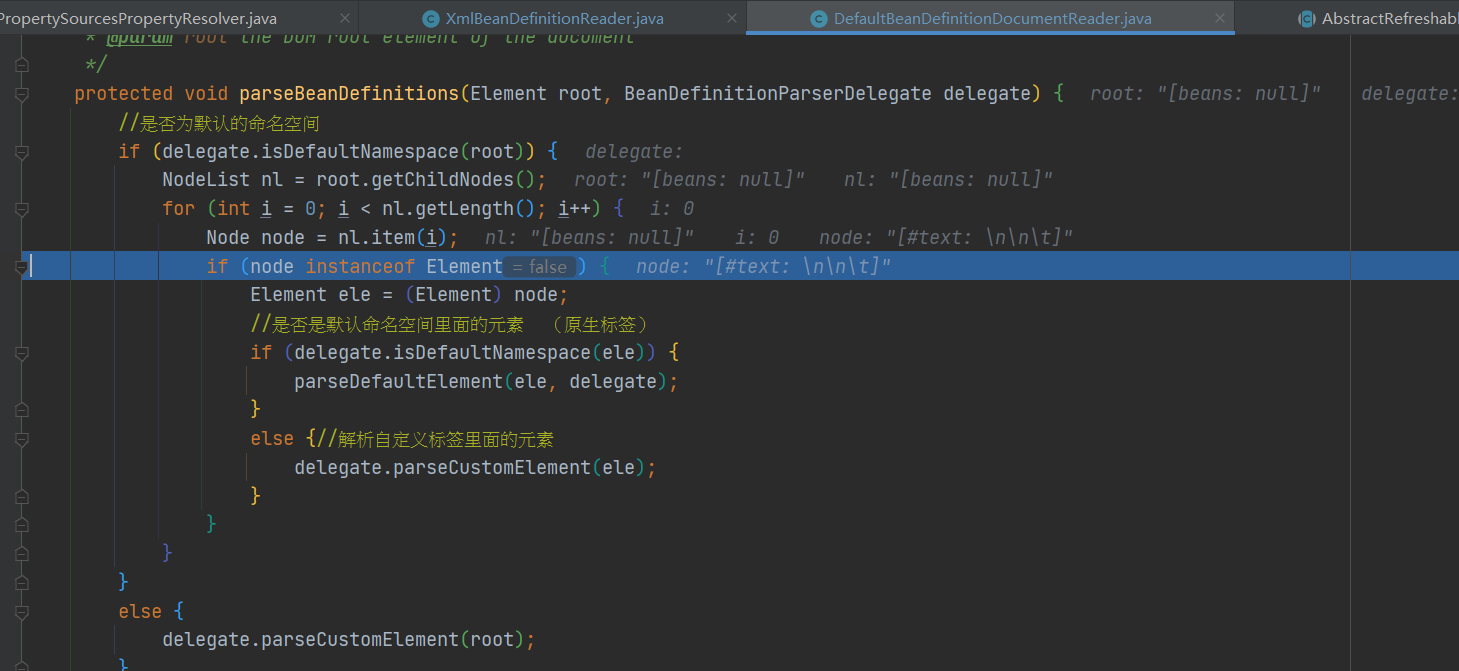 PropertySourcesPropertyResolver.java XmlBeanDefinitionReader.java DefaultBeanDefinitionDocumentReader.java AbstractRefreshabl
* @param root the DOM root element of the document
*/
protected void parseBeanDefinitions(Element root, BeanDefinitionParserDelegate delegate) { root: "[beans: null]" delegate:
//是否为默认的命名空间
if (delegate.isDefaultNamespace(root)) { delegate:
NodeList nl = root.getChildNodes(); root: "[beans: null]" nl: "[beans: null]"
for (int i = 0; i < nl.getLength(); i++) { i: 0
Node node = nl.item(i); nl: "[beans: null]" i: 0 node: "[#text: \n\n\t]"
if (node instanceof Element = false ) { node: "[#text: \n\n\t]"
Element ele = (Element) node;
//是否是默认命名空间里面的元素 （原生标签）
if (delegate.isDefaultNamespace(ele)) {
parseDefaultElement(ele, delegate);
}
else {//解析自定义标签里面的元素
delegate.parseCustomElement(ele);
}
}
}
}
else {
delegate.parseCustomElement(root);
}